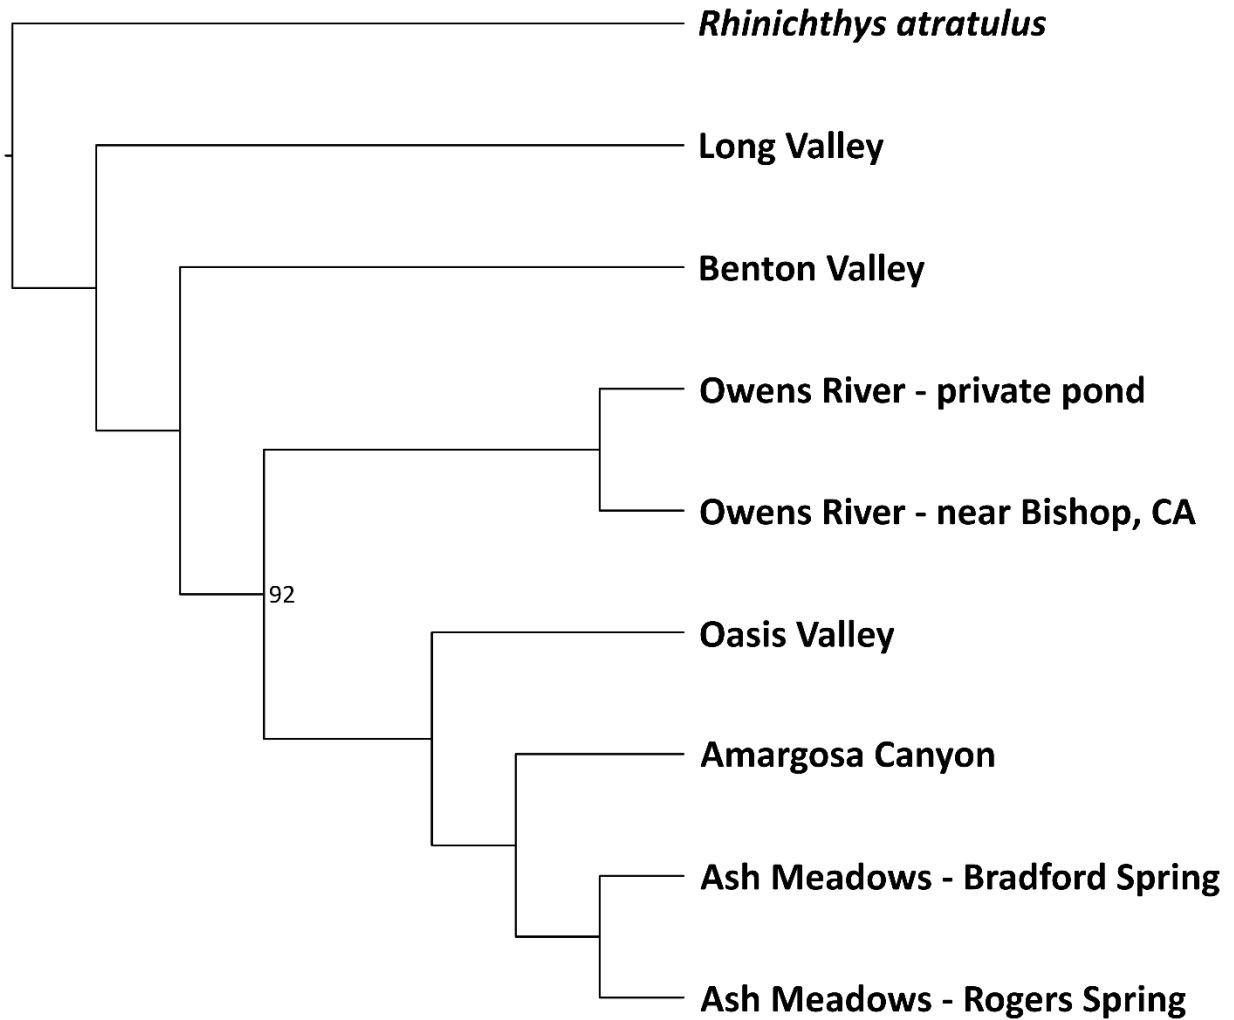 Rhinichthys atratulus
Long Valley
Benton Valley
Owens River - private pond
Owens River - near Bishop, CA
92
Oasis Valley
Amargosa Canyon
Ash Meadows - Bradford Spring
Ash Meadows - Rogers Spring